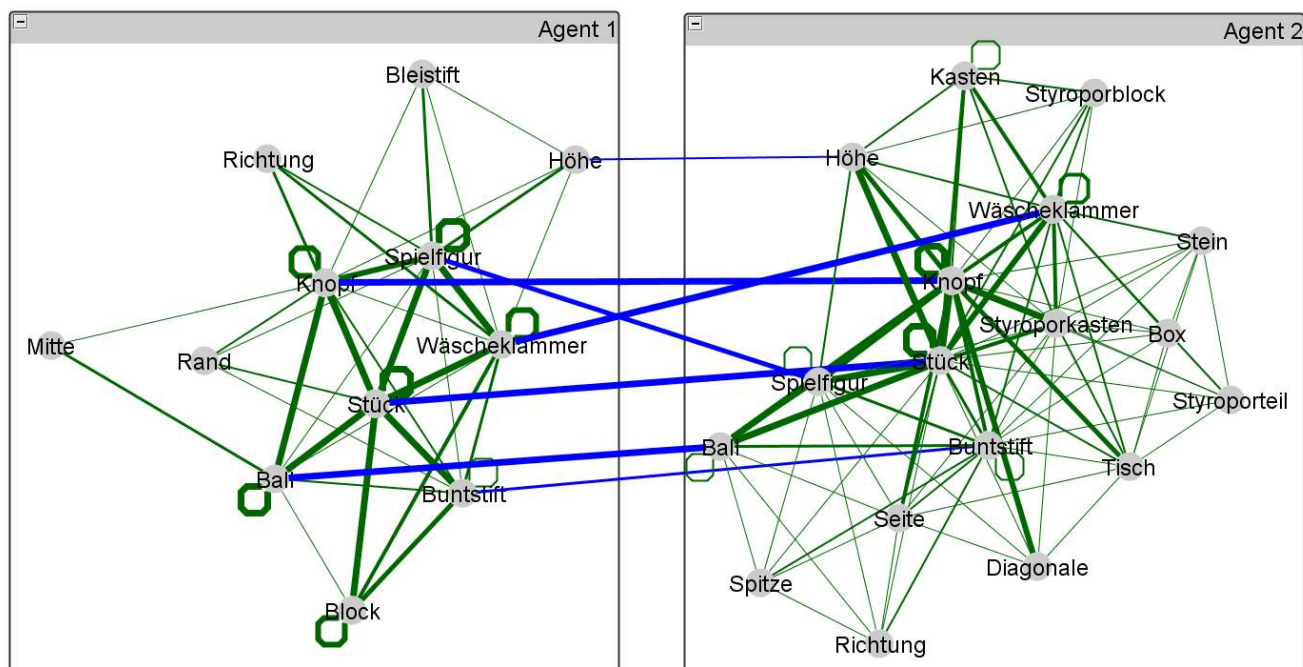 Agent 1
Bleistift
Richtung
Höhe
Spielfigur
Knopf
Mitte
Wäscheklammer
Rand
Stück
Ball
Buntstift
Block
Agent 2
Kasten
Styroporblock
Höhe
Wäscheklammer
Stein
Knopf
Styroporkasten
Box
Stück
Spielfigur
Styroporteil
Ball
Buntstift
Tisch
Seite
Diagonale
Spitze
Richtung